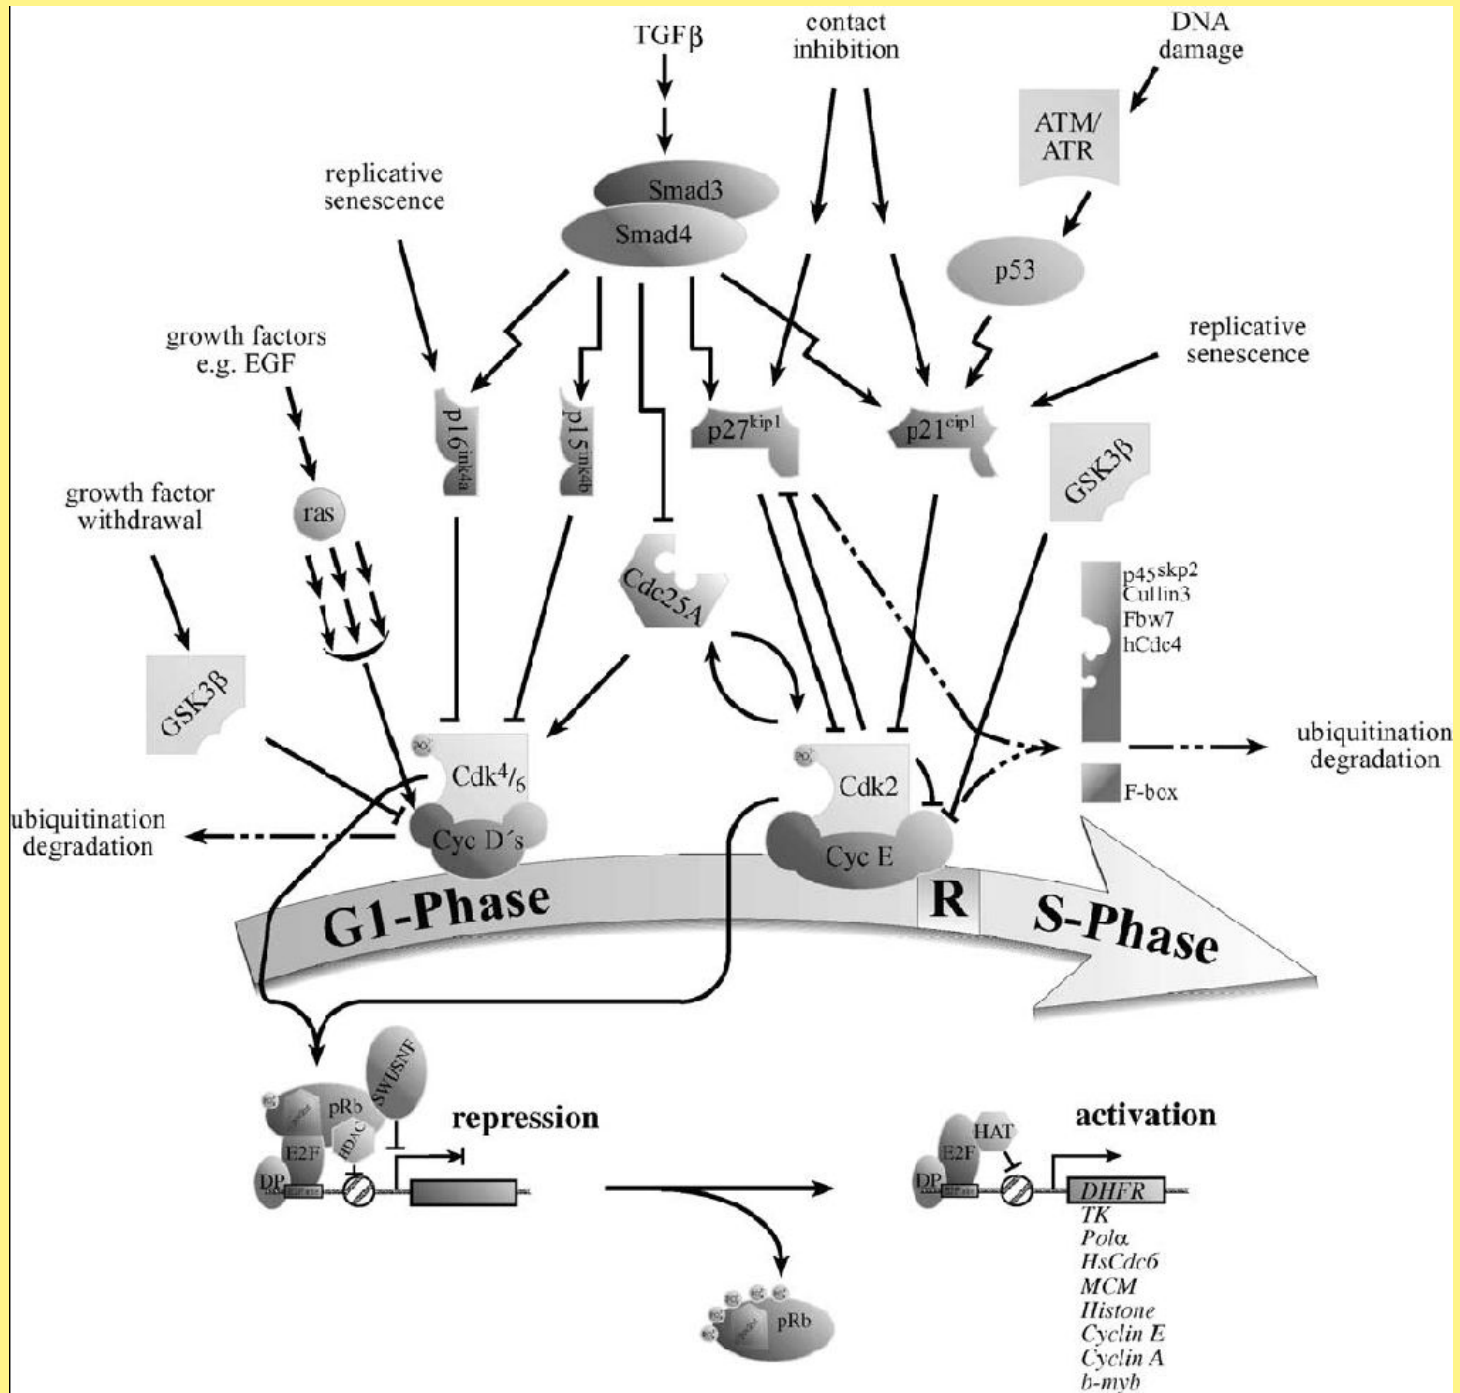 TGFβ
contact
inhibition
DNA
damage
ATM/
ATR
replicative
senescence
Smad3
Smad4
p53
growth factors
e.g. EGF
replicative
senescence
p16ink4a
p15ink4b
p27kip1
p21cip1
GSK3β
growth factor
withdrawal
ras
Cdc25A
p45skp2
Cullin3
Fbw7
hCdc4
GSK3β
ubiquitination
degradation
Cdk4/6
Cdk2
F-box
ubiquitination
degradation
Cyc D´s
Cyc E
G1-Phase
R
S-Phase
SWI/SNF
pRb
HDAC
E2F
DP
repression
activation
HAT
E2F
DP
DHFR
TK
Polα
HsCdc6
MCM
Histone
Cyclin E
Cyclin A
b-myb
pRb